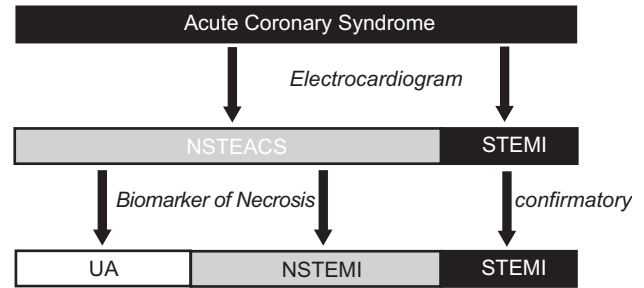 Acute Coronary Syndrome
Electrocardiogram
NSTEACS STEMI
Biomarker of Necrosis confirmatory
UA NSTEMI STEMI